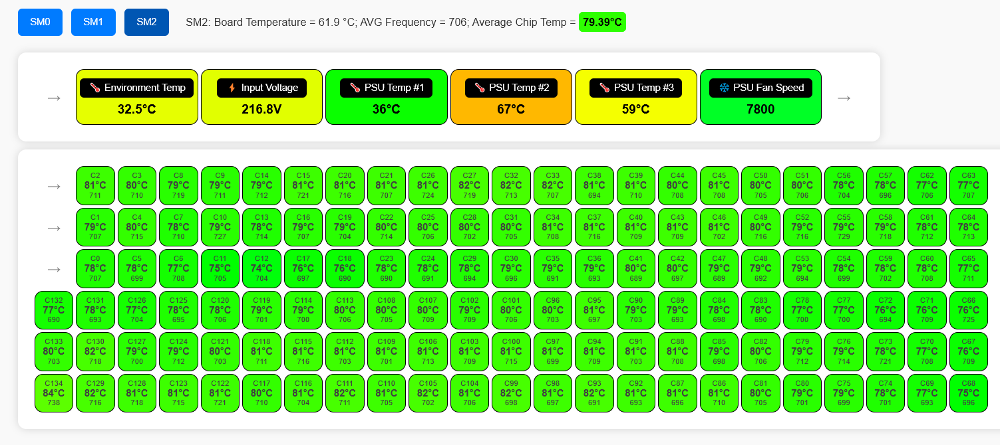 SM0 SM1 SM2 SM2: Board Temperature = 61.9 °C; AVG Frequency = 706; Average Chip Temp = 79.39°C
Environment Temp Input Voltage PSU Temp #1 PSU Temp #2 PSU Temp #3 PSU Fan Speed
→ 32.5°C 216.8V 36°C 67°C 59°C 7800 →
C2 C3 C8 C9 C14 C15 C20 C21 C26 C27 C32 C33 C38 C39 C44 C45 C50 C51 C56 C57 C62 C63
→ 81°C 80°C 79°C 79°C 79°C 81°C 81°C 81°C 81°C 82°C 82°C 82°C 81°C 81°C 80°C 81°C 80°C 80°C 78°C 78°C 77°C 77°C
711 710 719 711 712 721 716 707 724 719 713 707 694 710 708 708 705 706 704 696 706 707
C1 C4 C7 C10 C13 C16 C19 C22 C25 C28 C31 C34 C37 C40 C43 C46 C49 C52 C55 C58 C61 C64
→ 79°C 80°C 78°C 79°C 78°C 79°C 79°C 80°C 80°C 80°C 80°C 81°C 81°C 81°C 81°C 81°C 80°C 79°C 79°C 79°C 78°C 78°C
707 715 710 727 714 707 704 714 706 702 705 708 716 709 709 702 716 716 729 718 712 713
C0 C5 C6 C11 C12 C17 C18 C23 C24 C29 C30 C35 C36 C41 C42 C47 C48 C53 C54 C59 C60 C65
→ 78°C 78°C 77°C 75°C 74°C 76°C 76°C 78°C 78°C 78°C 79°C 79°C 79°C 80°C 80°C 79°C 79°C 79°C 78°C 78°C 78°C 77°C
707 699 708 705 704 697 690 690 691 694 696 691 693 689 697 689 692 694 699 702 708 711
C132 C131 C126 C125 C120 C119 C114 C113 C108 C107 C102 C101 C96 C95 C90 C89 C84 C83 C78 C77 C72 C71 C66
77°C 78°C 77°C 78°C 78°C 79°C 79°C 80°C 80°C 80°C 79°C 80°C 80°C 81°C 79°C 79°C 78°C 78°C 77°C 77°C 76°C 76°C 76°C
690 693 704 695 706 701 700 706 705 709 709 706 703 697 703 693 698 690 700 700 694 709 725
C133 C130 C127 C124 C121 C118 C115 C112 C109 C106 C103 C100 C97 C94 C91 C88 C85 C82 C79 C76 C73 C70 C67
80°C 82°C 79°C 79°C 80°C 81°C 81°C 81°C 81°C 81°C 81°C 81°C 81°C 81°C 81°C 81°C 79°C 80°C 79°C 79°C 78°C 77°C 76°C
703 718 700 712 703 711 716 703 701 713 709 715 699 709 703 708 698 706 712 714 721 708 709
C134 C129 C128 C123 C122 C117 C116 C111 C110 C105 C104 C99 C98 C93 C92 C87 C86 C81 C80 C75 C74 C69 C68
84°C 82°C 81°C 81°C 81°C 80°C 81°C 82°C 81°C 82°C 81°C 82°C 81°C 82°C 81°C 81°C 81°C 80°C 79°C 79°C 78°C 77°C 75°C
738 716 718 715 721 710 704 711 705 702 706 698 697 691 693 696 710 705 701 699 701 693 696